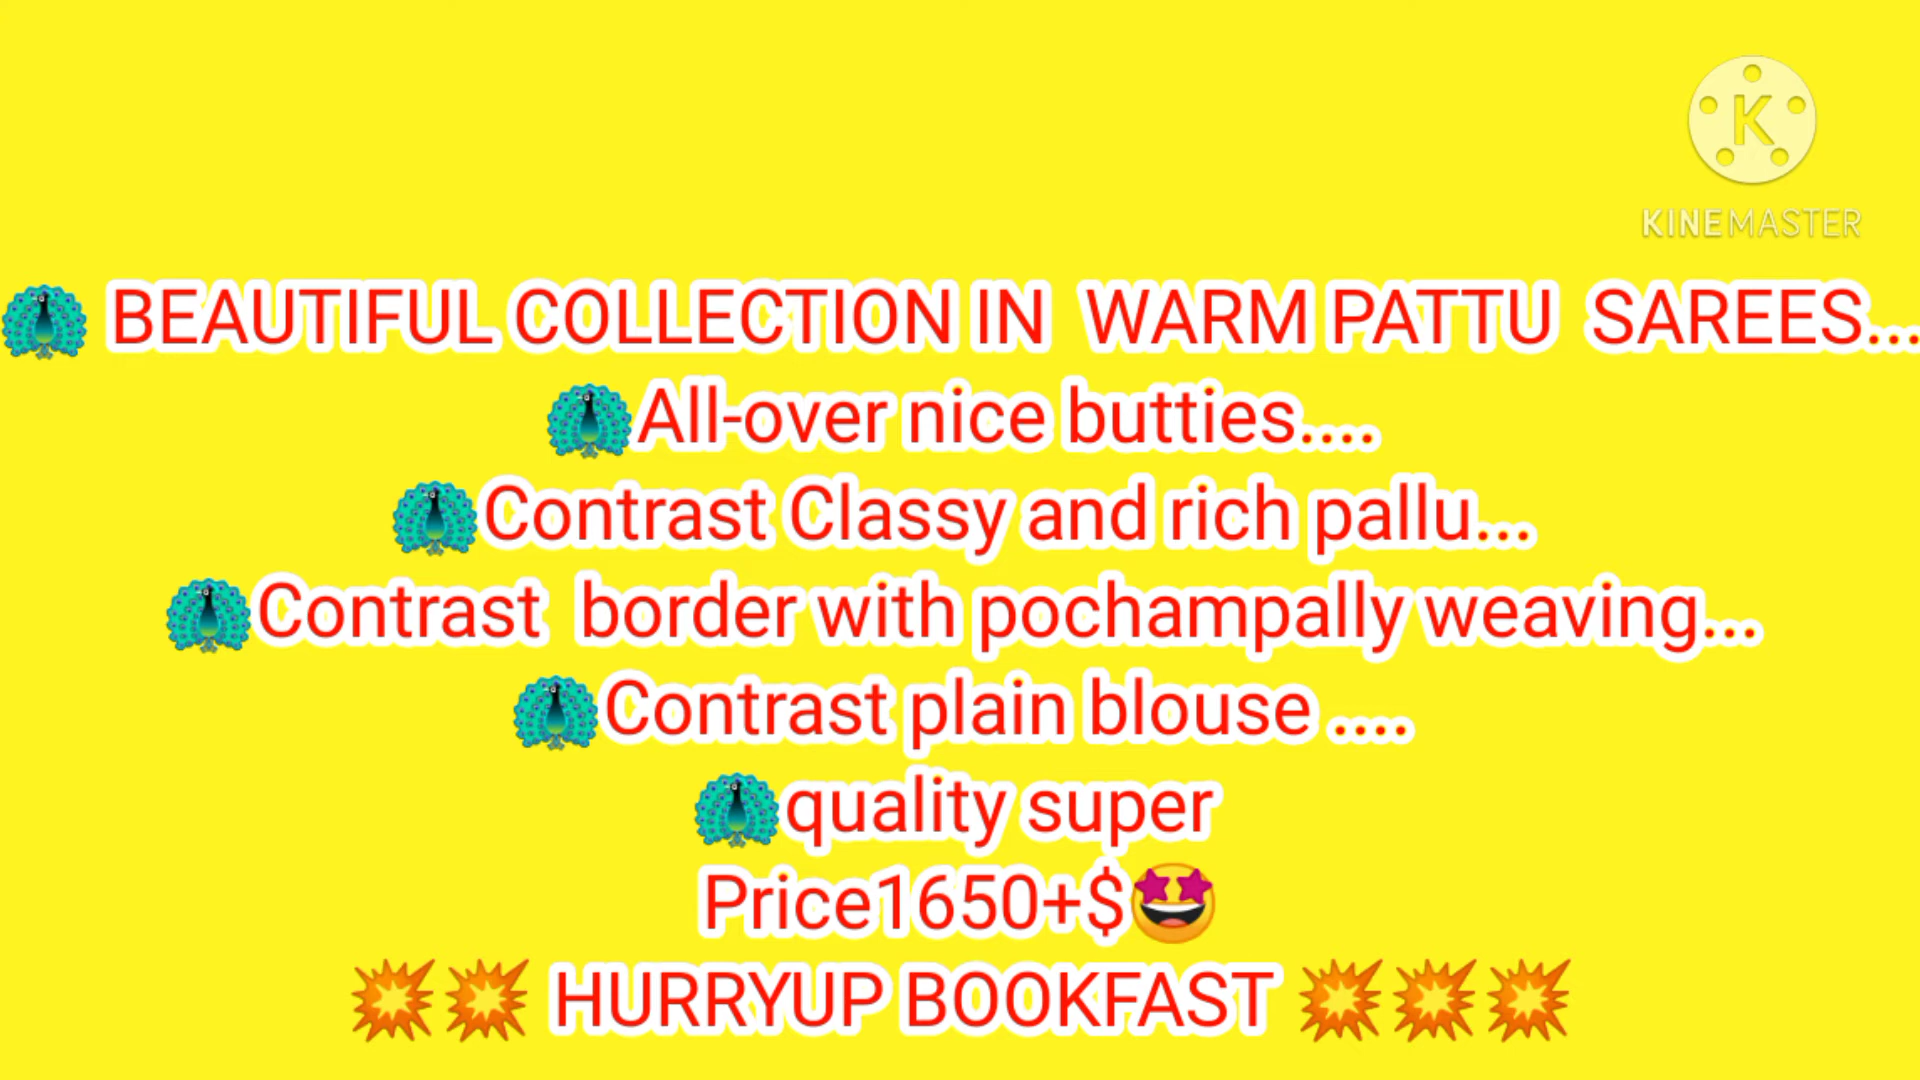 KINEMASTER
🦚 BEAUTIFUL COLLECTION IN  WARM PATTU  SAREES...
🦚All-over nice butties....
🦚Contrast Classy and rich pallu...
🦚Contrast  border with pochampally weaving...
🦚Contrast plain blouse ....
🦚quality super
Price1650+$🤩
💥💥 HURRYUP BOOKFAST 💥💥💥